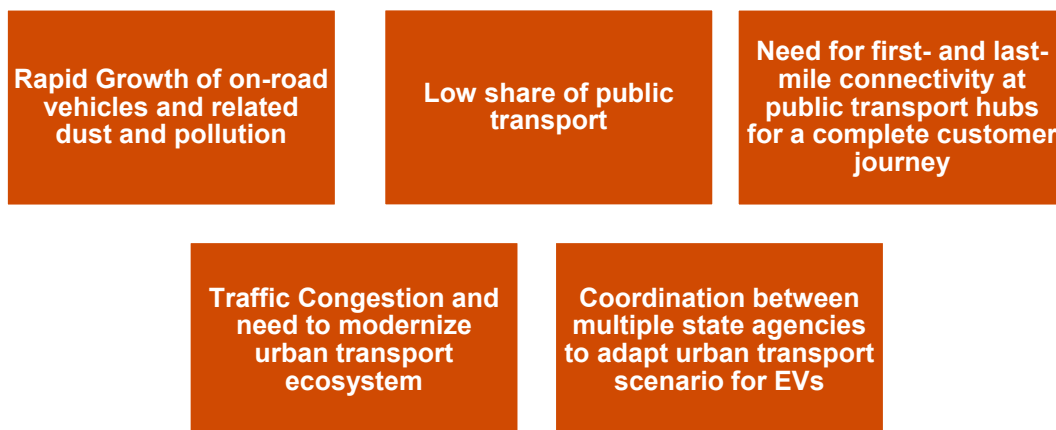 Rapid Growth of on-road
vehicles and related
dust and pollution
Low share of public
transport
Need for first- and last-
mile connectivity at
public transport hubs
for a complete customer
journey
Traffic Congestion and
need to modernize
urban transport
ecosystem
Coordination between
multiple state agencies
to adapt urban transport
scenario for EVs